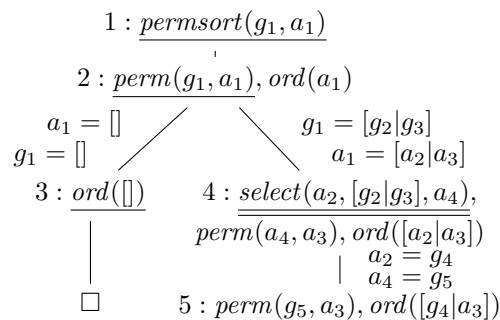 1 : permsort(g₁, a₁)
2 : perm(g₁, a₁), ord(a₁)
a₁ = []
g₁ = []
g₁ = [g₂|g₃]
a₁ = [a₂|a₃]
3 : ord([])
4 : select(a₂, [g₂|g₃], a₄),
perm(a₄, a₃), ord([a₂|a₃])
a₂ = g₄
a₄ = g₅
□
5 : perm(g₅, a₃), ord([g₄|a₃])